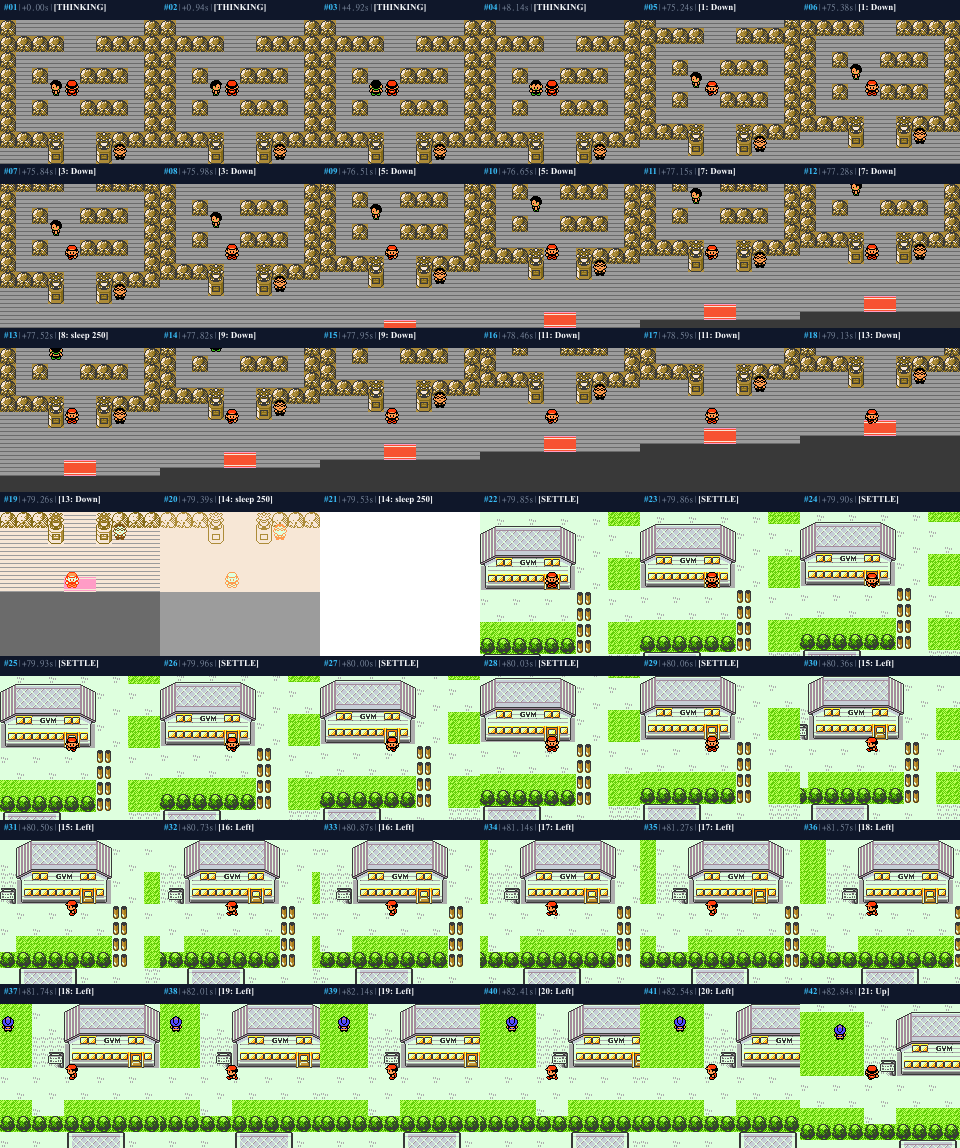 #01|+0.00s| [THINKING]
#02|+0.94s| [THINKING]
#03|+4.92s| [THINKING]
#04|+8.14s| [THINKING]
#05|+75.24s| [1: Down]
#06|+75.38s| [1: Down]
#07|+75.84s| [3: Down]
#08|+75.98s| [3: Down]
#09|+76.51s| [5: Down]
#10|+76.65s| [5: Down]
#11|+77.15s| [7: Down]
#12|+77.28s| [7: Down]
#13|+77.52s| [8: sleep 250]
#14|+77.82s| [9: Down]
#15|+77.95s| [9: Down]
#16|+78.46s| [11: Down]
#17|+78.59s| [11: Down]
#18|+79.13s| [13: Down]
#19|+79.26s| [13: Down]
#20|+79.39s| [14: sleep 250]
#21|+79.53s| [14: sleep 250]
#22|+79.85s| [SETTLE]
#23|+79.86s| [SETTLE]
#24|+79.90s| [SETTLE]
GYM
GYM
GYM
#25|+79.93s| [SETTLE]
#26|+79.96s| [SETTLE]
#27|+80.00s| [SETTLE]
#28|+80.03s| [SETTLE]
#29|+80.06s| [SETTLE]
#30|+80.36s| [15: Left]
GYM
GYM
GYM
GYM
GYM
GYM
#31|+80.50s| [15: Left]
#32|+80.73s| [16: Left]
#33|+80.87s| [16: Left]
#34|+81.14s| [17: Left]
#35|+81.27s| [17: Left]
#36|+81.57s| [18: Left]
GYM
GYM
GYM
GYM
GYM
GYM
#37|+81.74s| [18: Left]
#38|+82.01s| [19: Left]
#39|+82.14s| [19: Left]
#40|+82.41s| [20: Left]
#41|+82.54s| [20: Left]
#42|+82.84s| [21: Up]
GYM
GYM
GYM
GYM
GYM
GYM